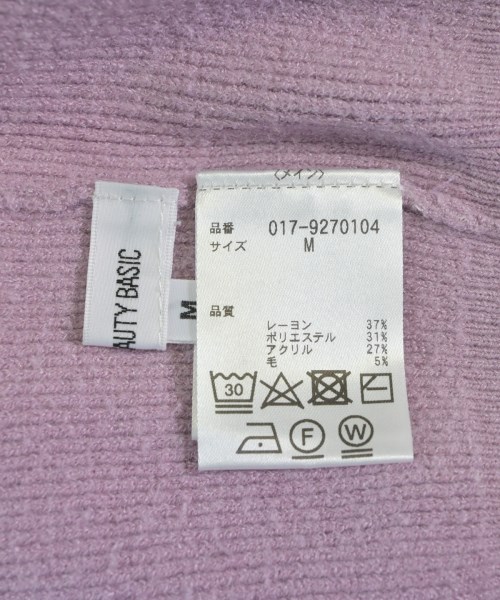 〈メイン〉
品番 017-9270104
サイズ M
品質
レーヨン 37%
ポリエステル 31%
アクリル 27%
毛 5%
30
F W
AUTY BASIC
M